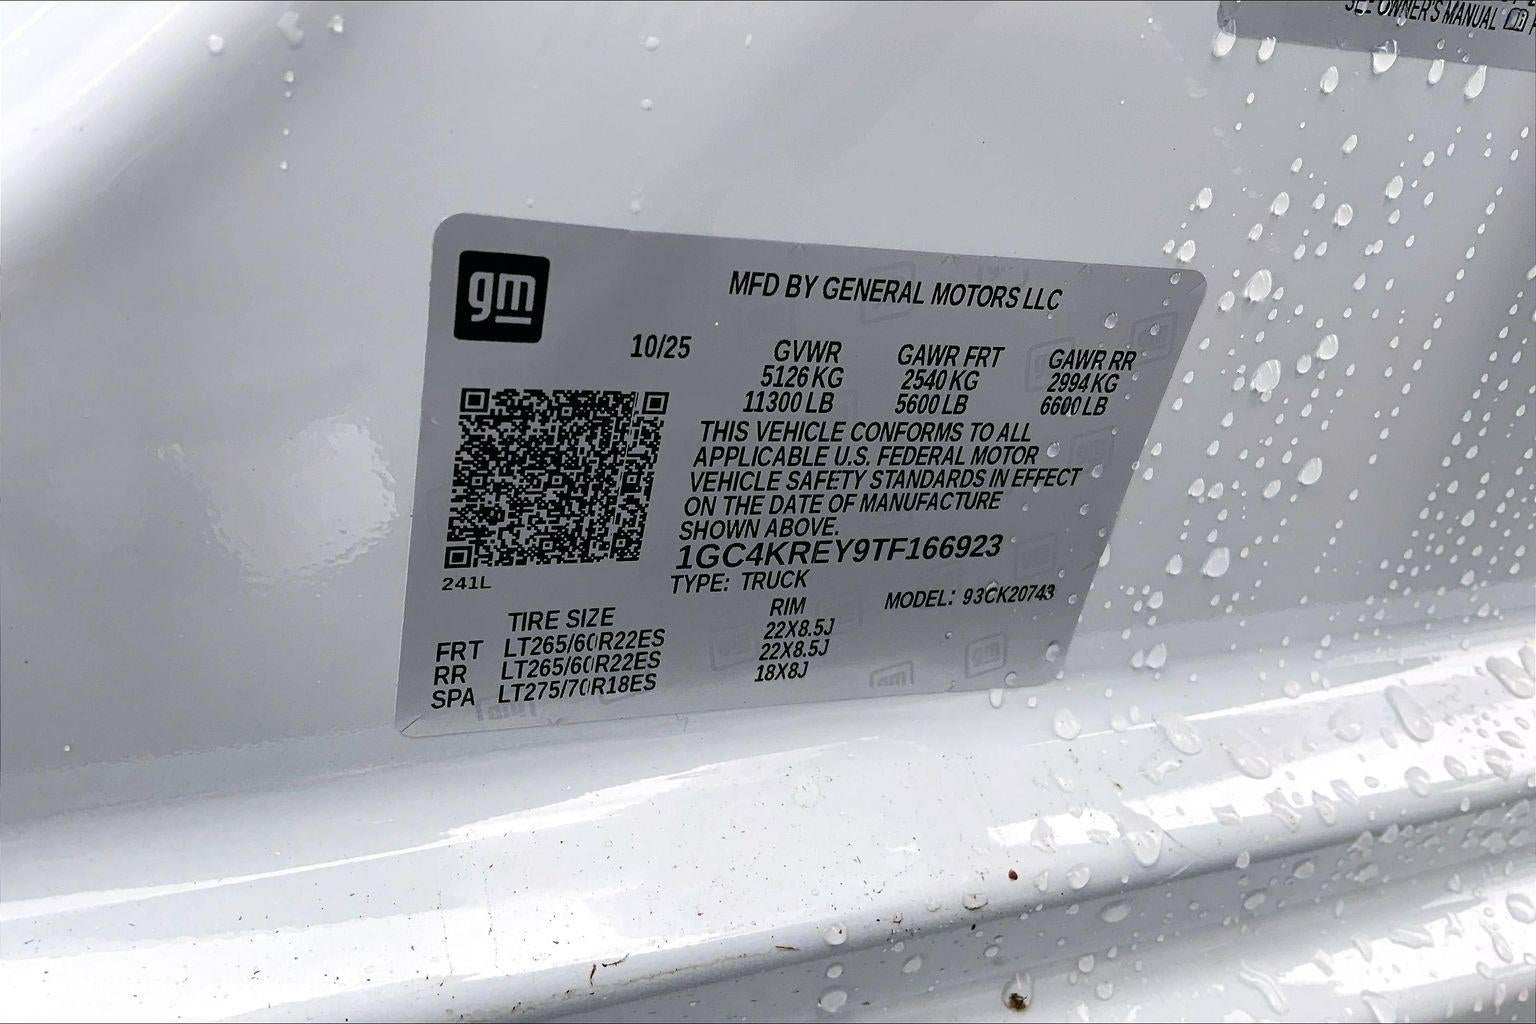 SEE OWNER'S MANUAL
gm
MFD BY GENERAL MOTORS LLC
10/25 GVWR GAWR FRT GAWR RR
5126 KG 2540 KG 2994 KG
11300 LB 5600 LB 6600 LB
THIS VEHICLE CONFORMS TO ALL
APPLICABLE U.S. FEDERAL MOTOR
VEHICLE SAFETY STANDARDS IN EFFECT
ON THE DATE OF MANUFACTURE
SHOWN ABOVE.
1GC4KREY9TF166923
241L
TYPE: TRUCK
MODEL: 93CK20743
TIRE SIZE RIM
FRT LT265/60R22ES 22X8.5J
RR LT265/60R22ES 22X8.5J
SPA LT275/70R18ES 18X8J